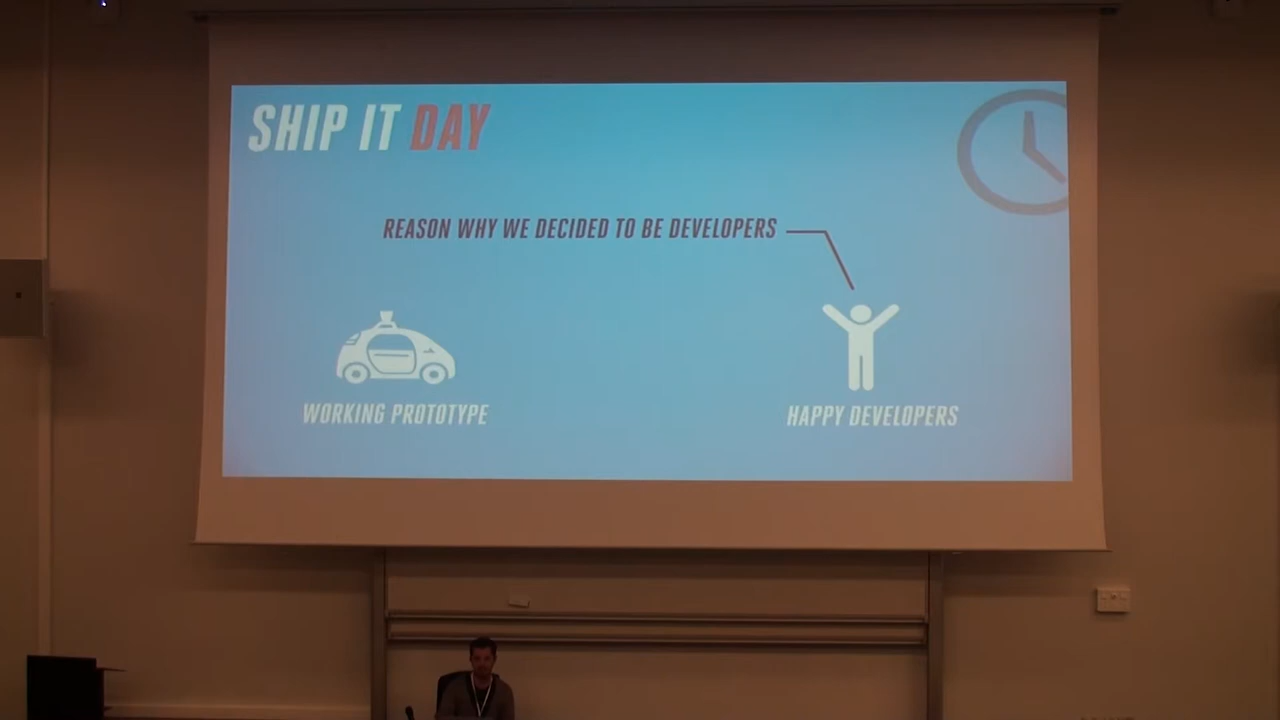 SHIP IT DAY
REASON WHY WE DECIDED TO BE DEVELOPERS
WORKING PROTOTYPE
HAPPY DEVELOPERS